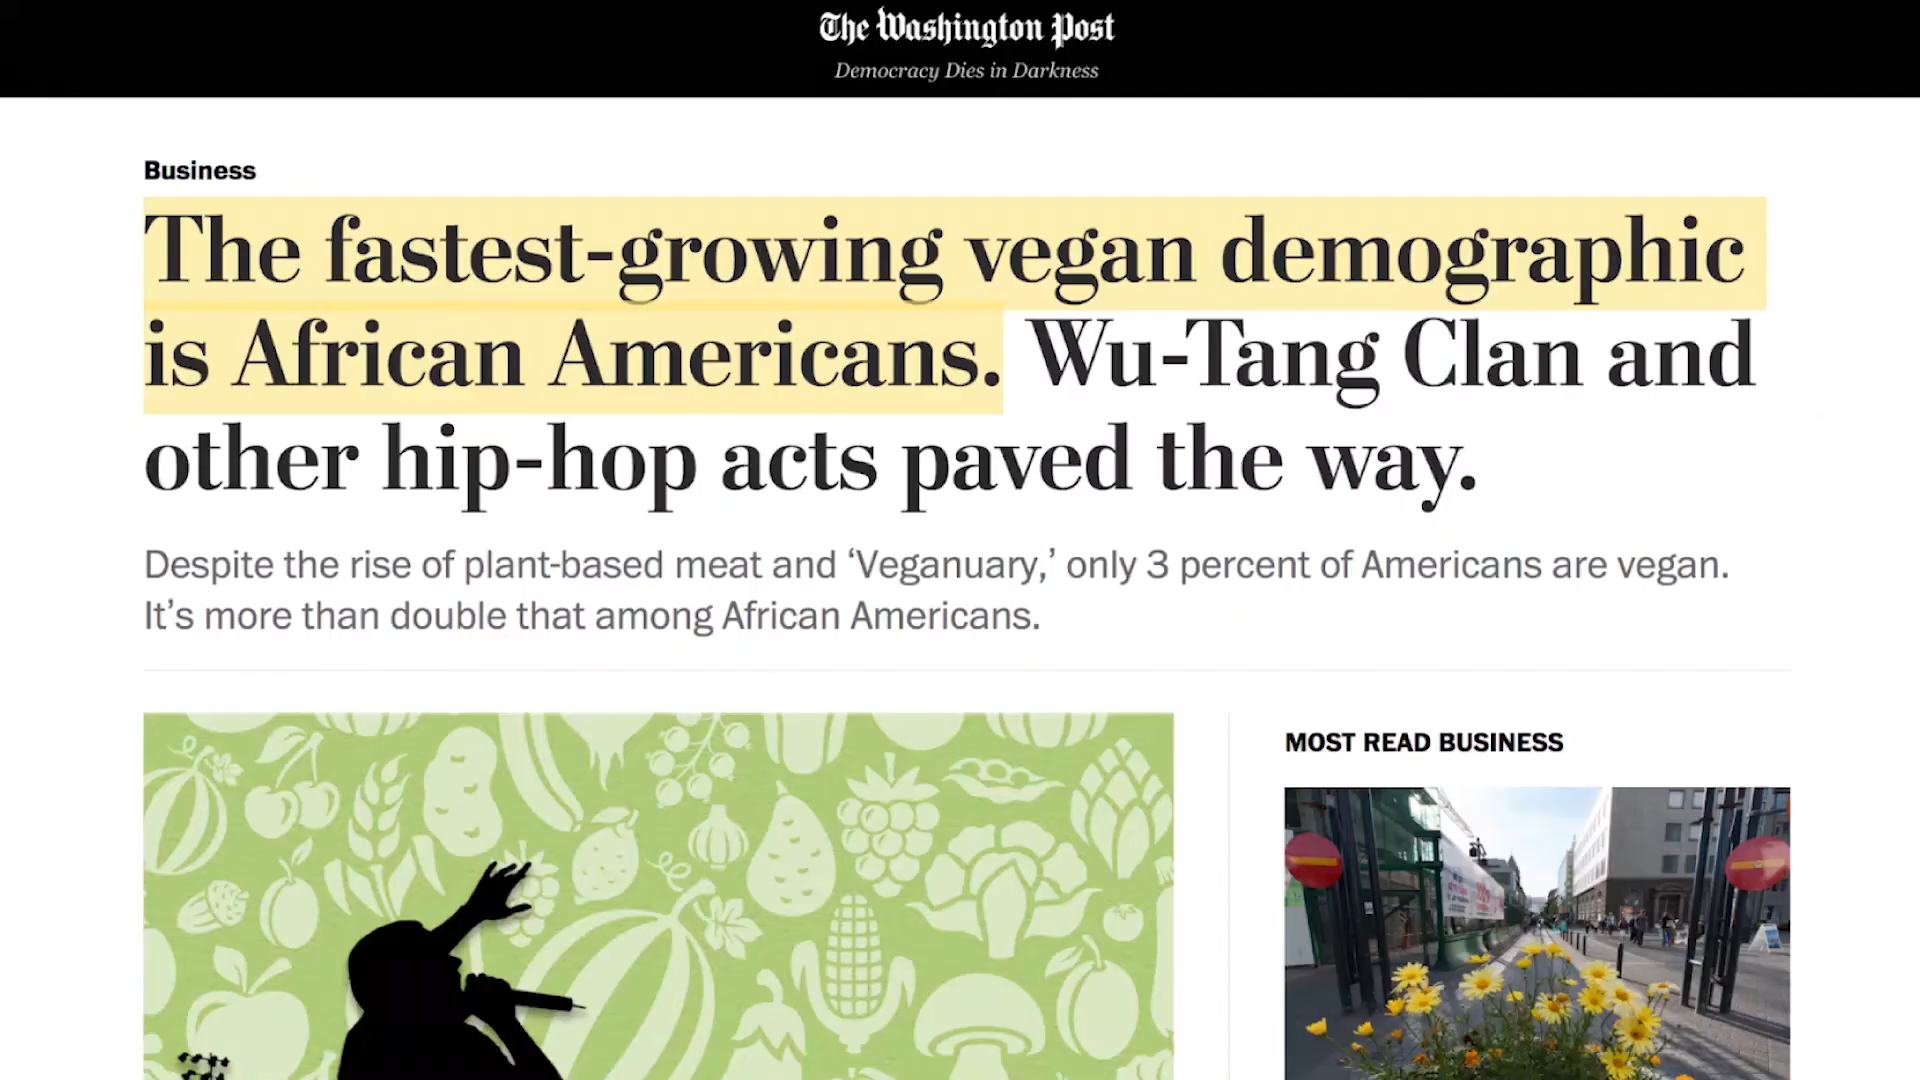 The Washington Post
Democracy Dies in Darkness
Business
The fastest-growing vegan demographic
is African Americans. Wu-Tang Clan and
other hip-hop acts paved the way.
Despite the rise of plant-based meat and ‘Veganuary,’ only 3 percent of Americans are vegan.
It’s more than double that among African Americans.
MOST READ BUSINESS